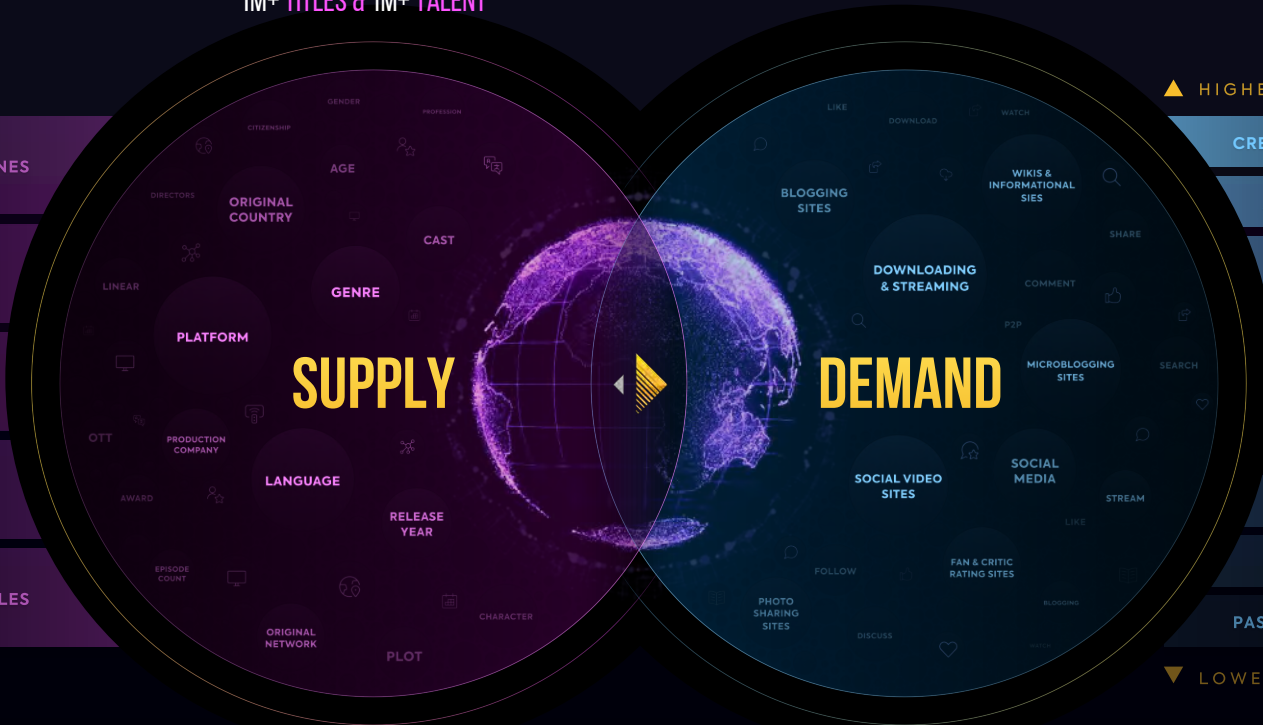 1M+ TITLES & 1M+ TALENT
GENDER
PROFESSION
CITIZENSHIP
AGE
DIRECTORS
ORIGINAL
COUNTRY
CAST
LINEAR
GENRE
PLATFORM
SUPPLY
OTT
PRODUCTION
COMPANY
LANGUAGE
AWARD
RELEASE
YEAR
EPISODE
COUNT
CHARACTER
ORIGINAL
NETWORK
PLOT
NES
LES
LIKE
DOWNLOAD
WATCH
WIKIS &
INFORMATIONAL
SIES
BLOGGING
SITES
SHARE
DOWNLOADING
& STREAMING
COMMENT
P2P
MICROBLOGGING
SITES
SEARCH
DEMAND
SOCIAL VIDEO
SITES
SOCIAL
MEDIA
STREAM
LIKE
FAN & CRITIC
RATING SITES
FOLLOW
PHOTO
SHARING
SITES
BLOGGING
DISCUSS
HIGHE
CRE
PAS
LOWE